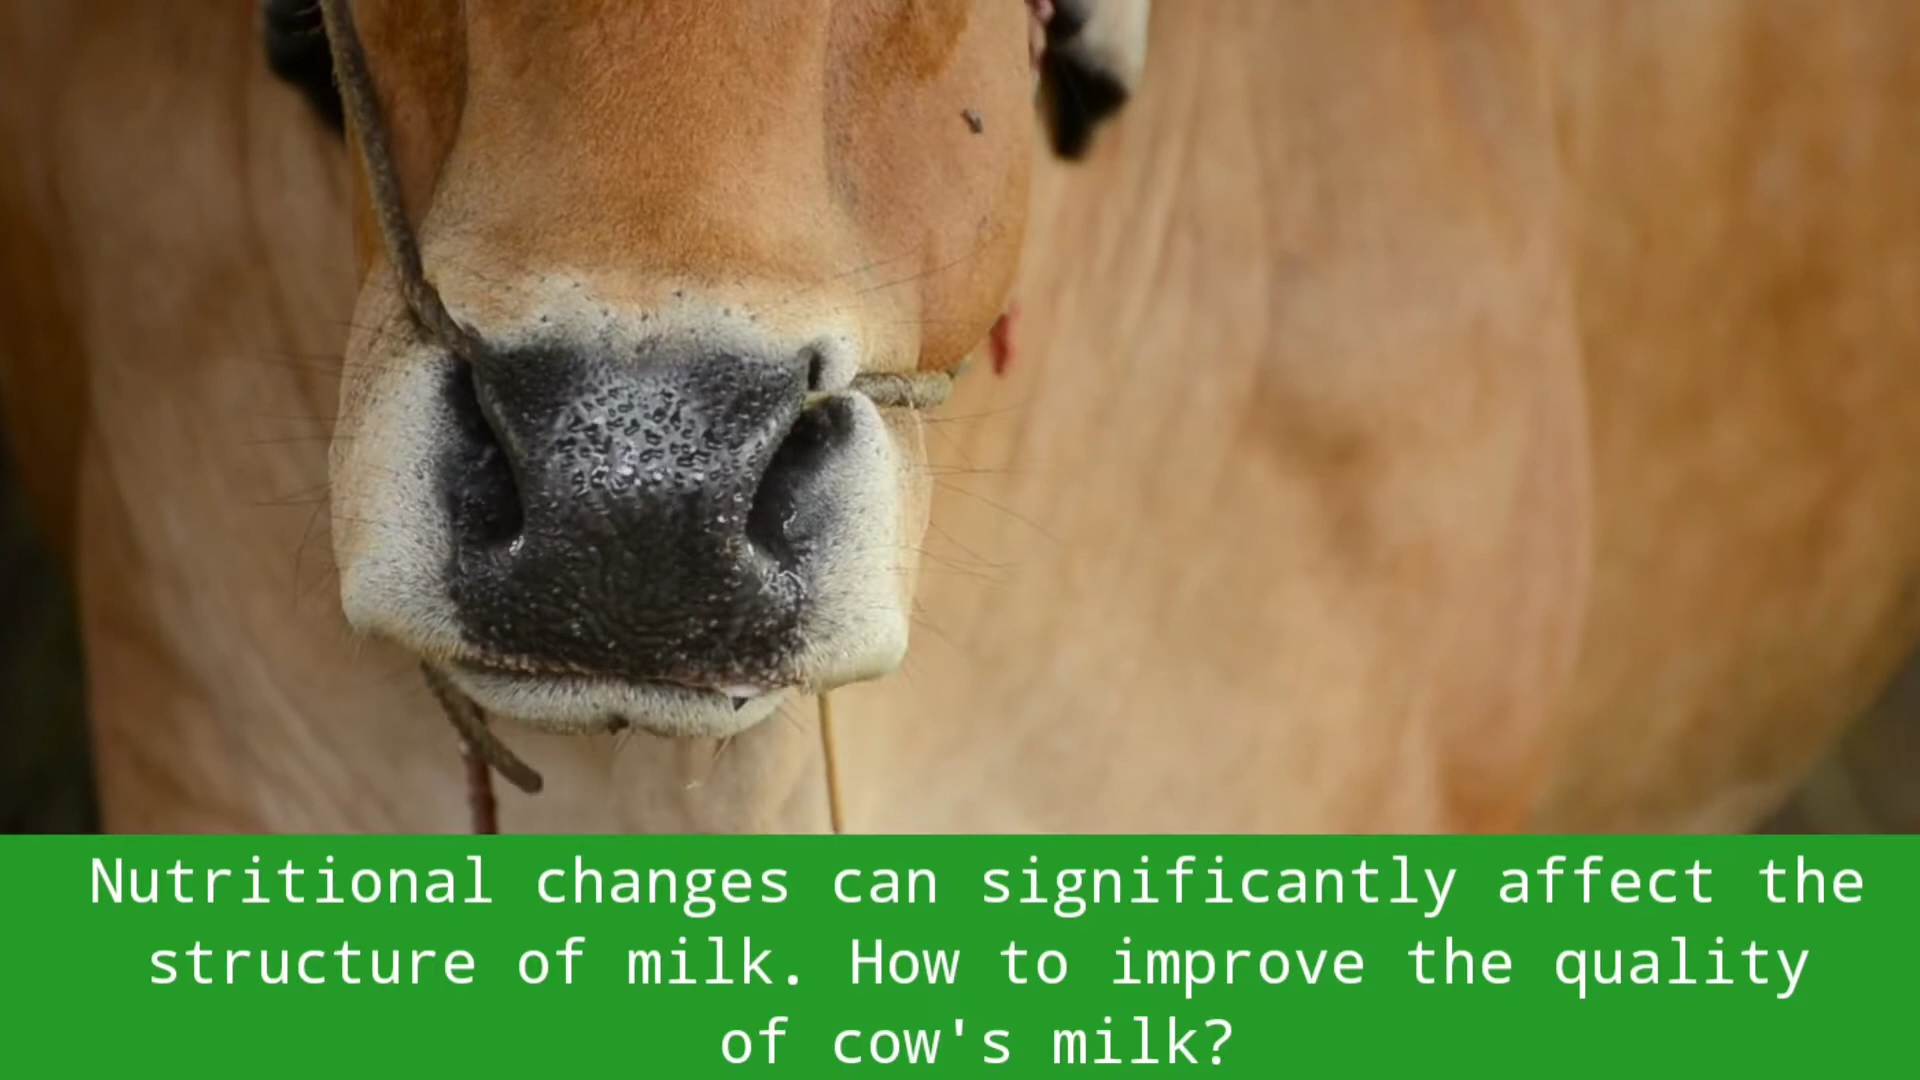 Nutritional changes can significantly affect the
structure of milk. How to improve the quality
of cow's milk?